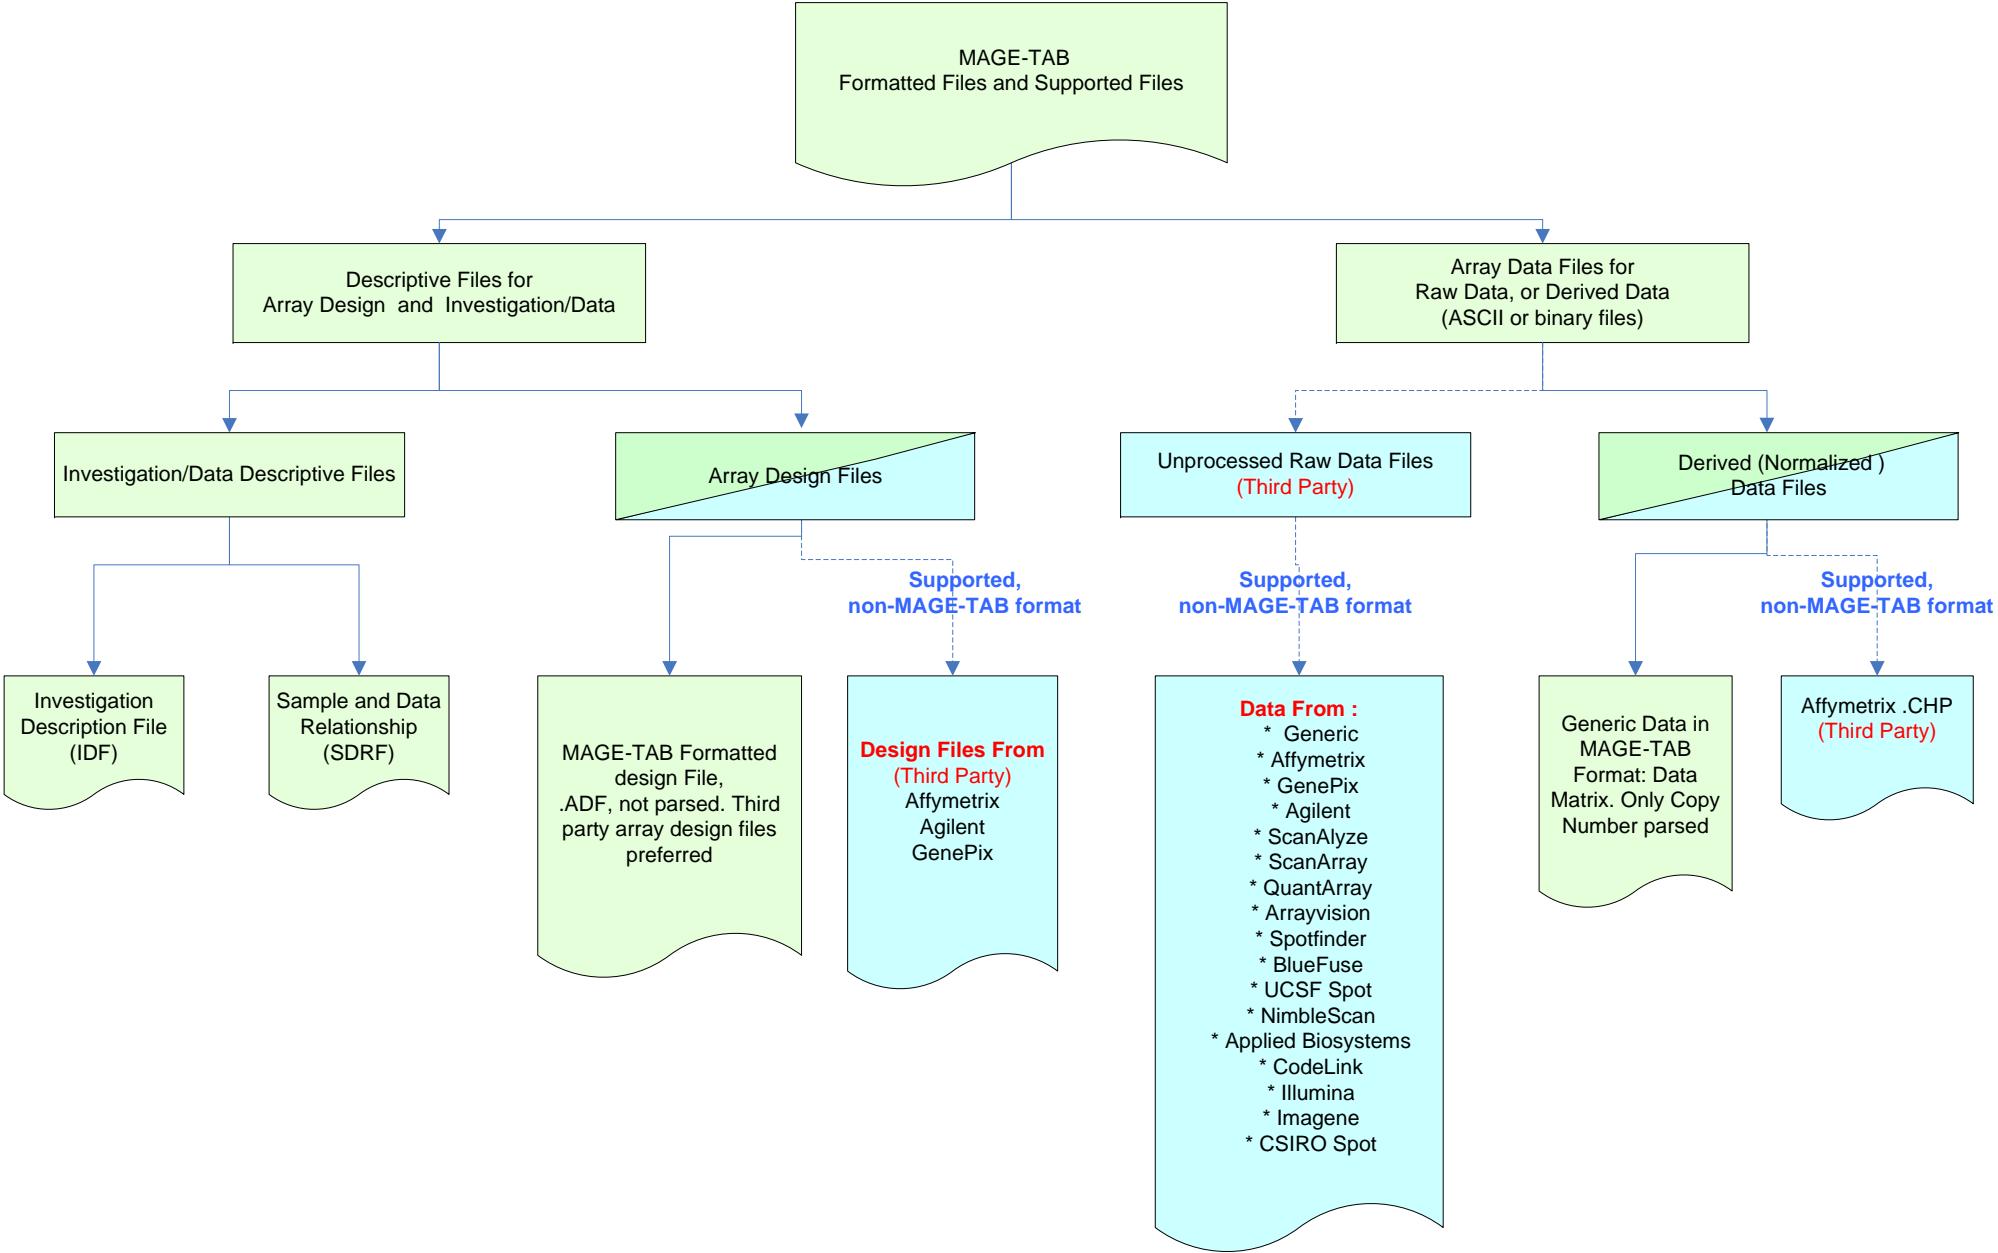 MAGE-TAB
Formatted Files and Supported Files
Descriptive Files for
Array Design and Investigation/Data
Array Data Files for
Raw Data, or Derived Data
(ASCII or binary files)
Investigation/Data Descriptive Files
Array Design Files
Unprocessed Raw Data Files
(Third Party)
Derived (Normalized )
Data Files
Supported,
non-MAGE-TAB format
Supported,
non-MAGE-TAB format
Supported,
non-MAGE-TAB format
Investigation
Description File
(IDF)
Sample and Data
Relationship
(SDRF)
MAGE-TAB Formatted
design File,
.ADF, not parsed. Third
party array design files
preferred
Design Files From
(Third Party)
Affymetrix
Agilent
GenePix
Data From :
* Generic
* Affymetrix
* GenePix
* Agilent
* ScanAlyze
* ScanArray
* QuantArray
* Arrayvision
* Spotfinder
* BlueFuse
* UCSF Spot
* NimbleScan
* Applied Biosystems
* CodeLink
* Illumina
* Imagene
* CSIRO Spot
Generic Data in
MAGE-TAB
Format: Data
Matrix. Only Copy
Number parsed
Affymetrix .CHP
(Third Party)